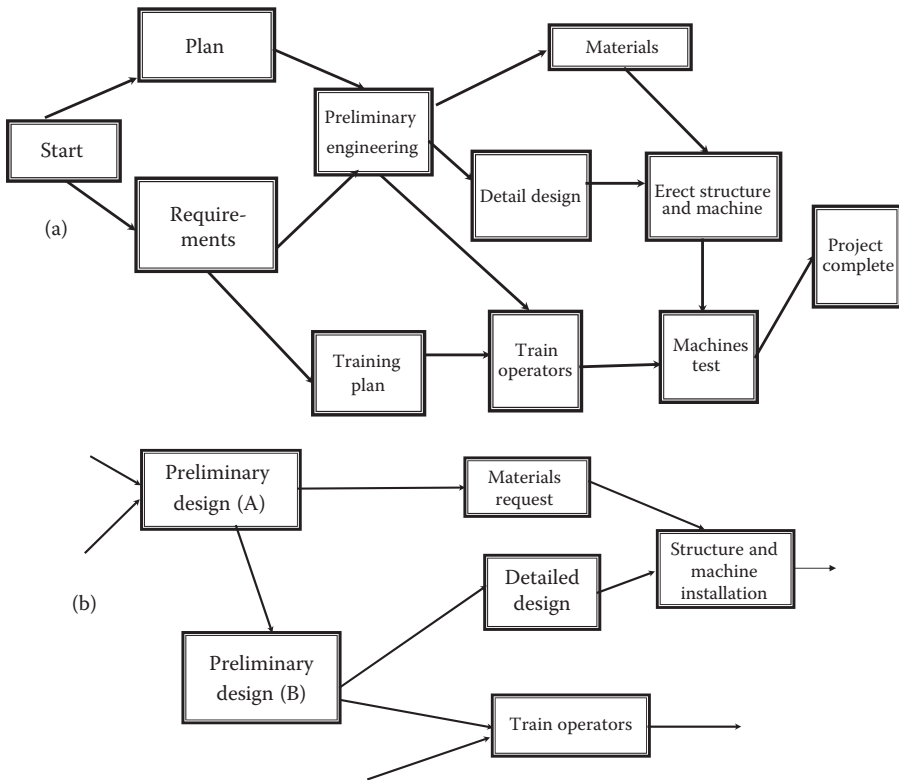 Plan
Materials
Preliminary
engineering
Start
Detail design
Erect structure
and machine
Require-
ments
(a)
Project
complete
Training
plan
Train
operators
Machines
test
Preliminary
design (A)
Materials
request
Structure and
machine
installation
Detailed
design
(b)
Preliminary
design (B)
Train operators